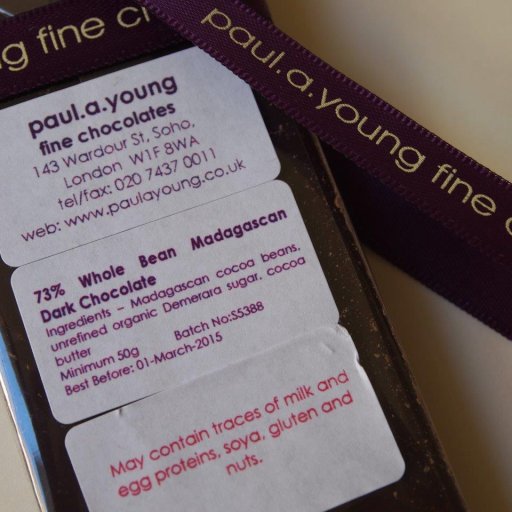 ng fine ch
paul.a.young fine c
paul.a.young
fine chocolates
143 Wardour St, Soho,
London W1F 8WA
tel/fax: 020 7437 0011
web: www.paulayoung.co.uk
73% Whole Bean Madagascan
Dark Chocolate
Ingredients – Madagascan cocoa beans,
unrefined organic Demerara sugar, cocoa
butter
Minimum 50g Batch No:S5388
Best Before: 01-March-2015
May contain traces of milk and
egg proteins, soya, gluten and
nuts.